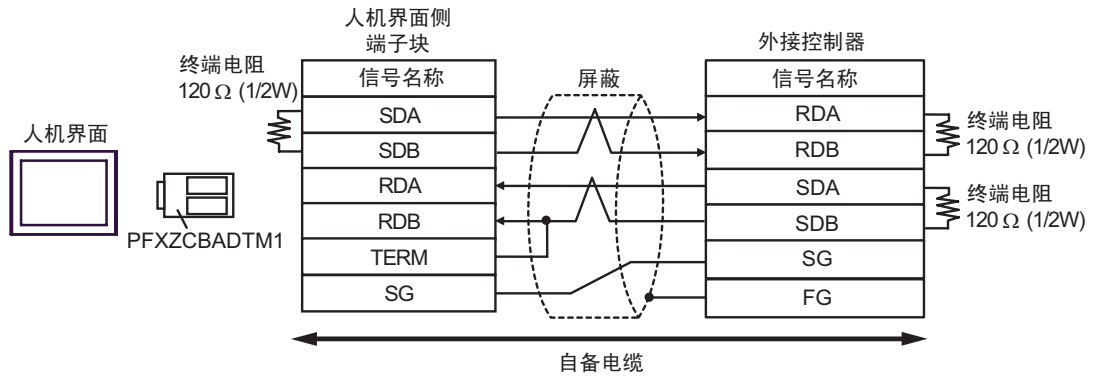 人机界面侧
端子块
外接控制器
终端电阻
120 Ω (1/2W)
信号名称
屏蔽
信号名称
SDA
RDA
终端电阻
120 Ω (1/2W)
人机界面
SDB
RDB
RDA
SDA
终端电阻
120 Ω (1/2W)
RDB
SDB
PFXZCBADTM1
TERM
SG
SG
FG
自备电缆